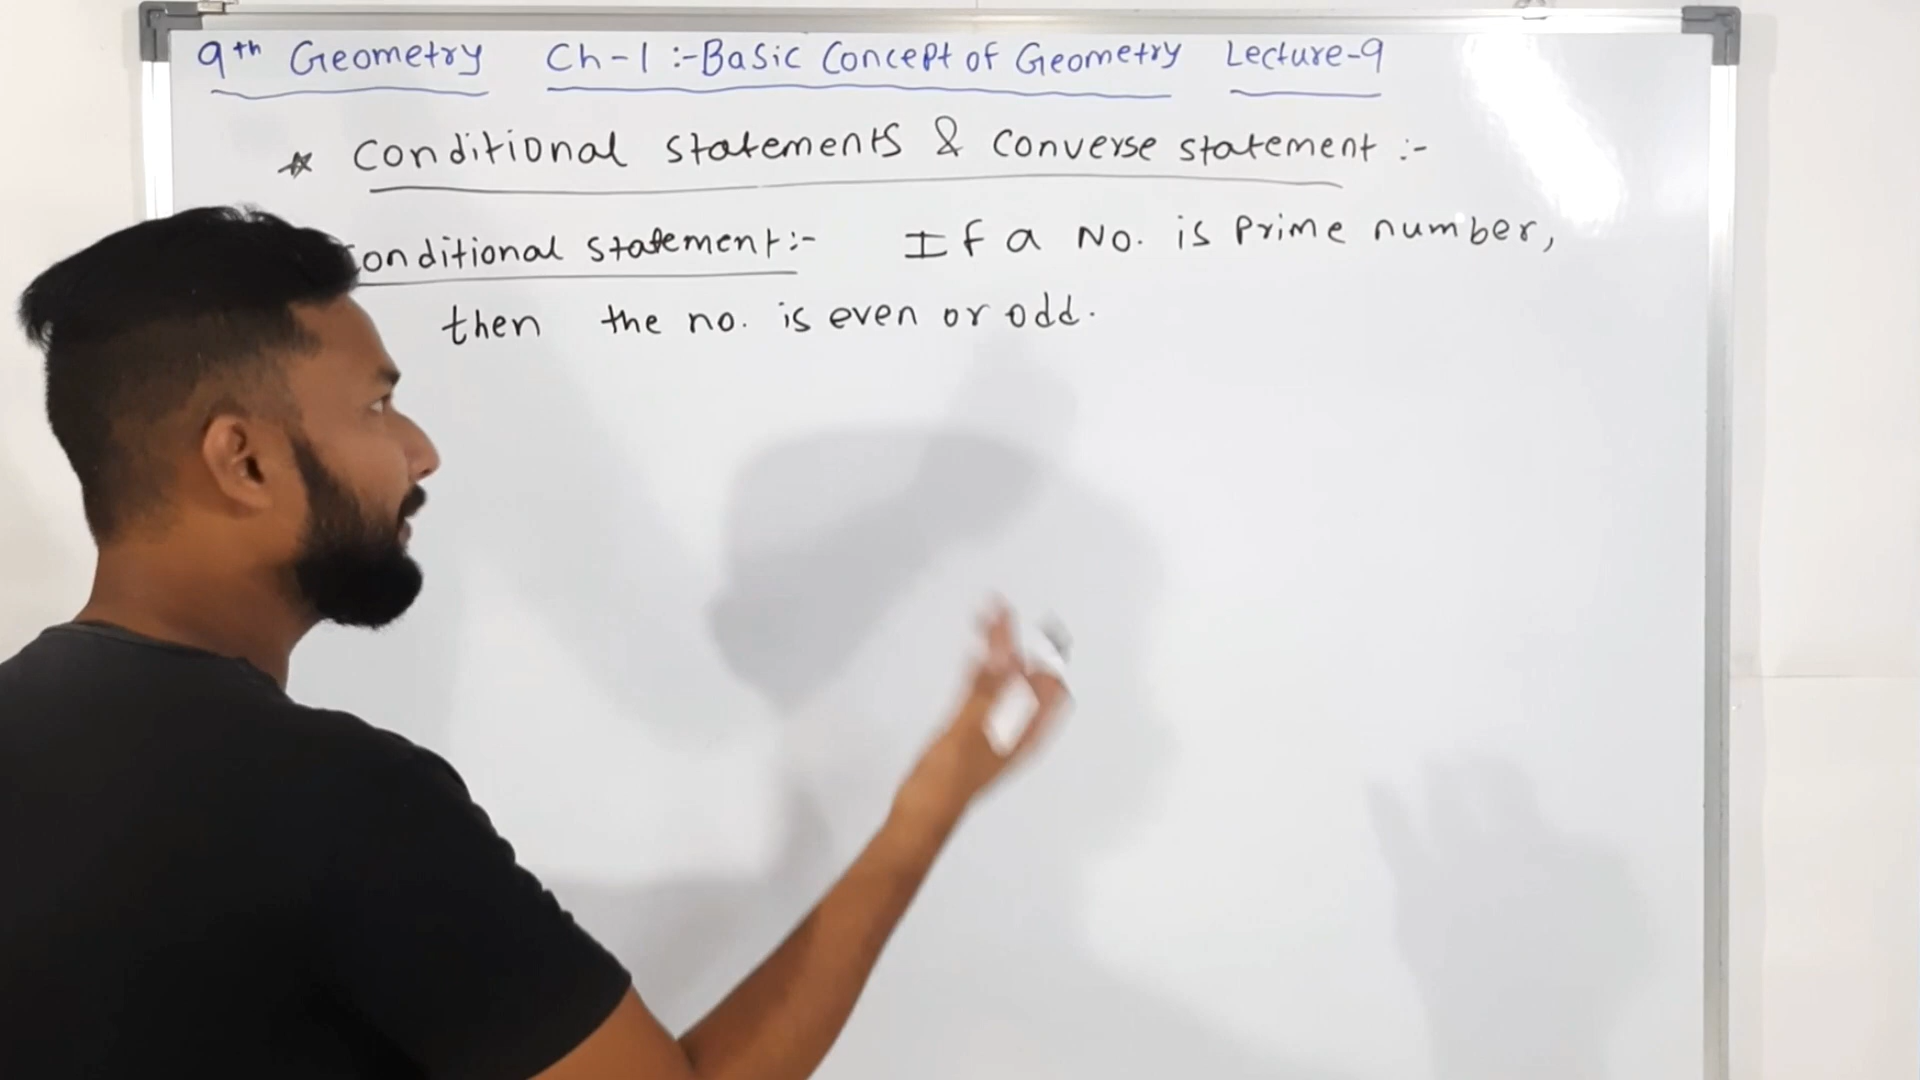 9th Geometry Ch-1 :- Basic Concept of Geometry Lecture-9
* Conditional statements & Converse statement :-
onditional statement :- If a No. is Prime number,
then the no. is even or odd.